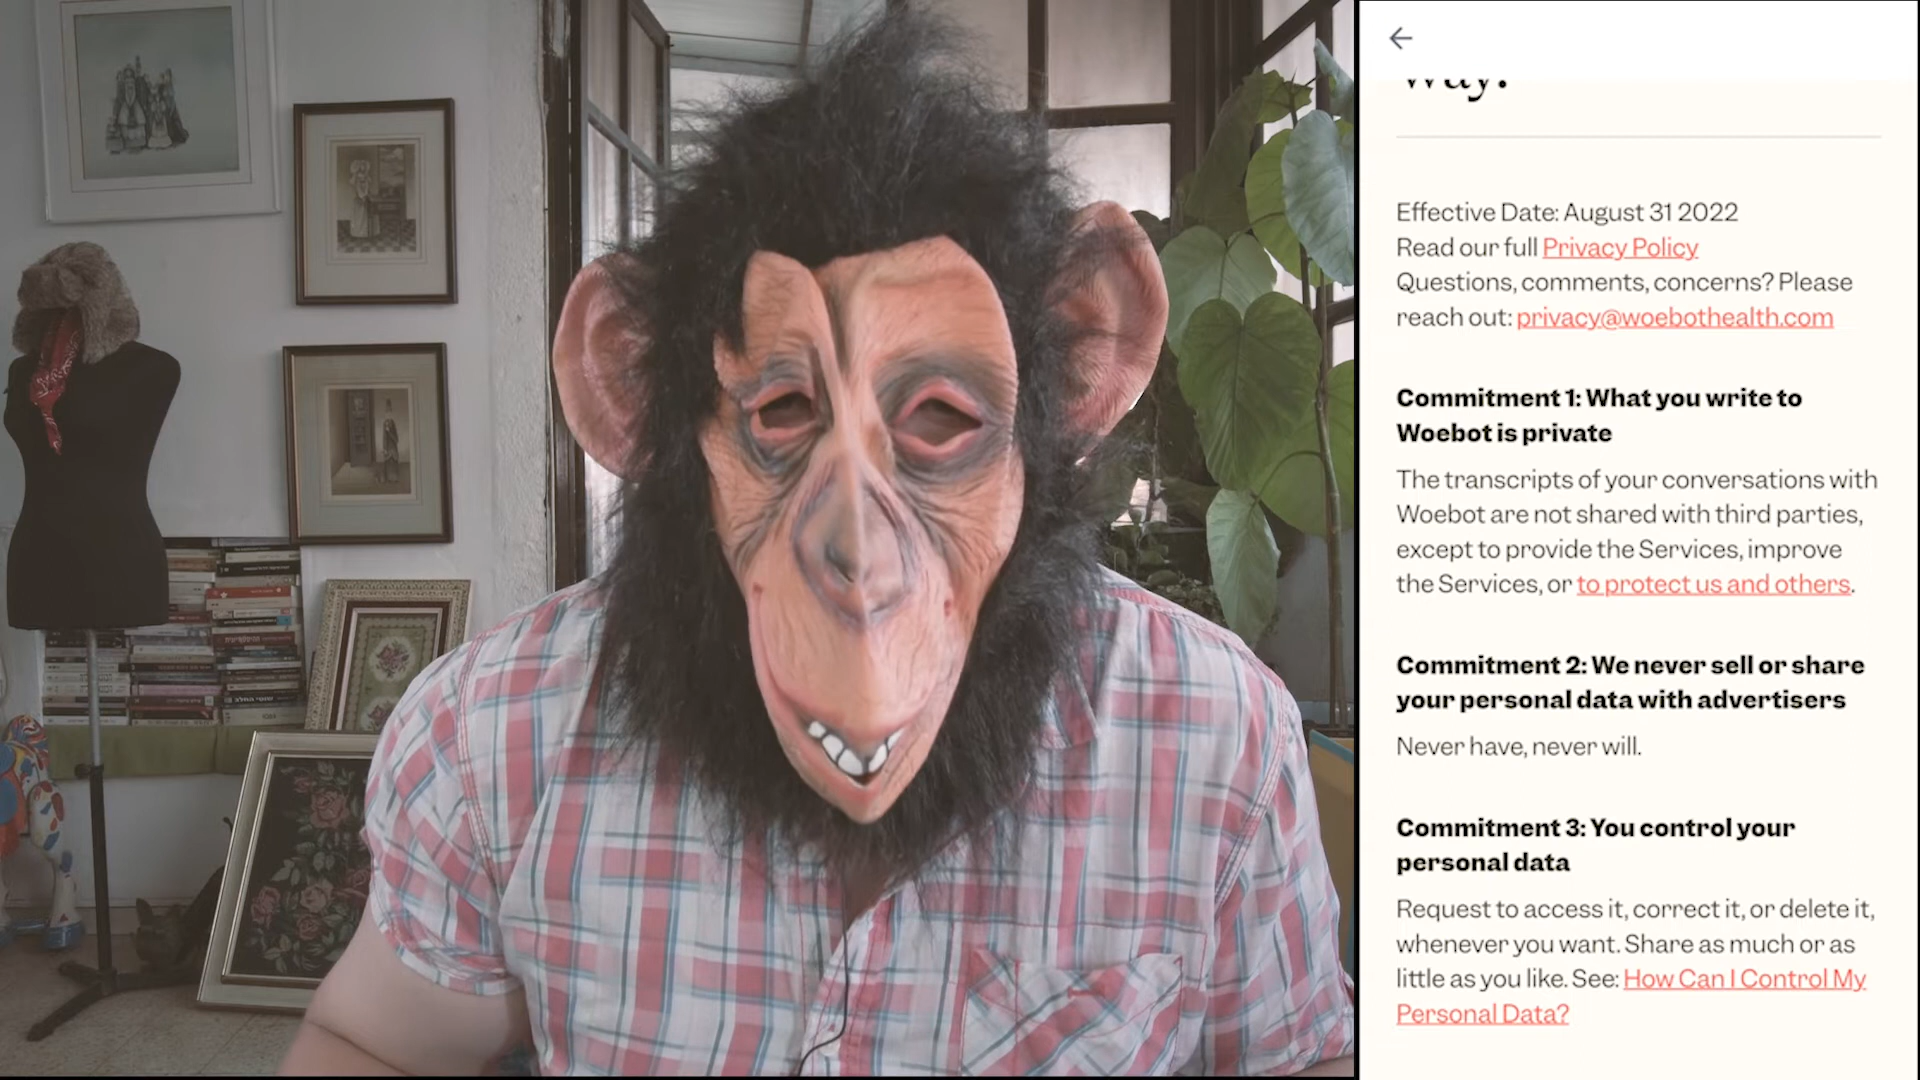 way.
Effective Date: August 31 2022
Read our full Privacy Policy
Questions, comments, concerns? Please
reach out: privacy@woebothealth.com
Commitment 1: What you write to
Woebot is private
The transcripts of your conversations with
Woebot are not shared with third parties,
except to provide the Services, improve
the Services, or to protect us and others.
Commitment 2: We never sell or share
your personal data with advertisers
Never have, never will.
Commitment 3: You control your
personal data
Request to access it, correct it, or delete it,
whenever you want. Share as much or as
little as you like. See: How Can I Control My
Personal Data?